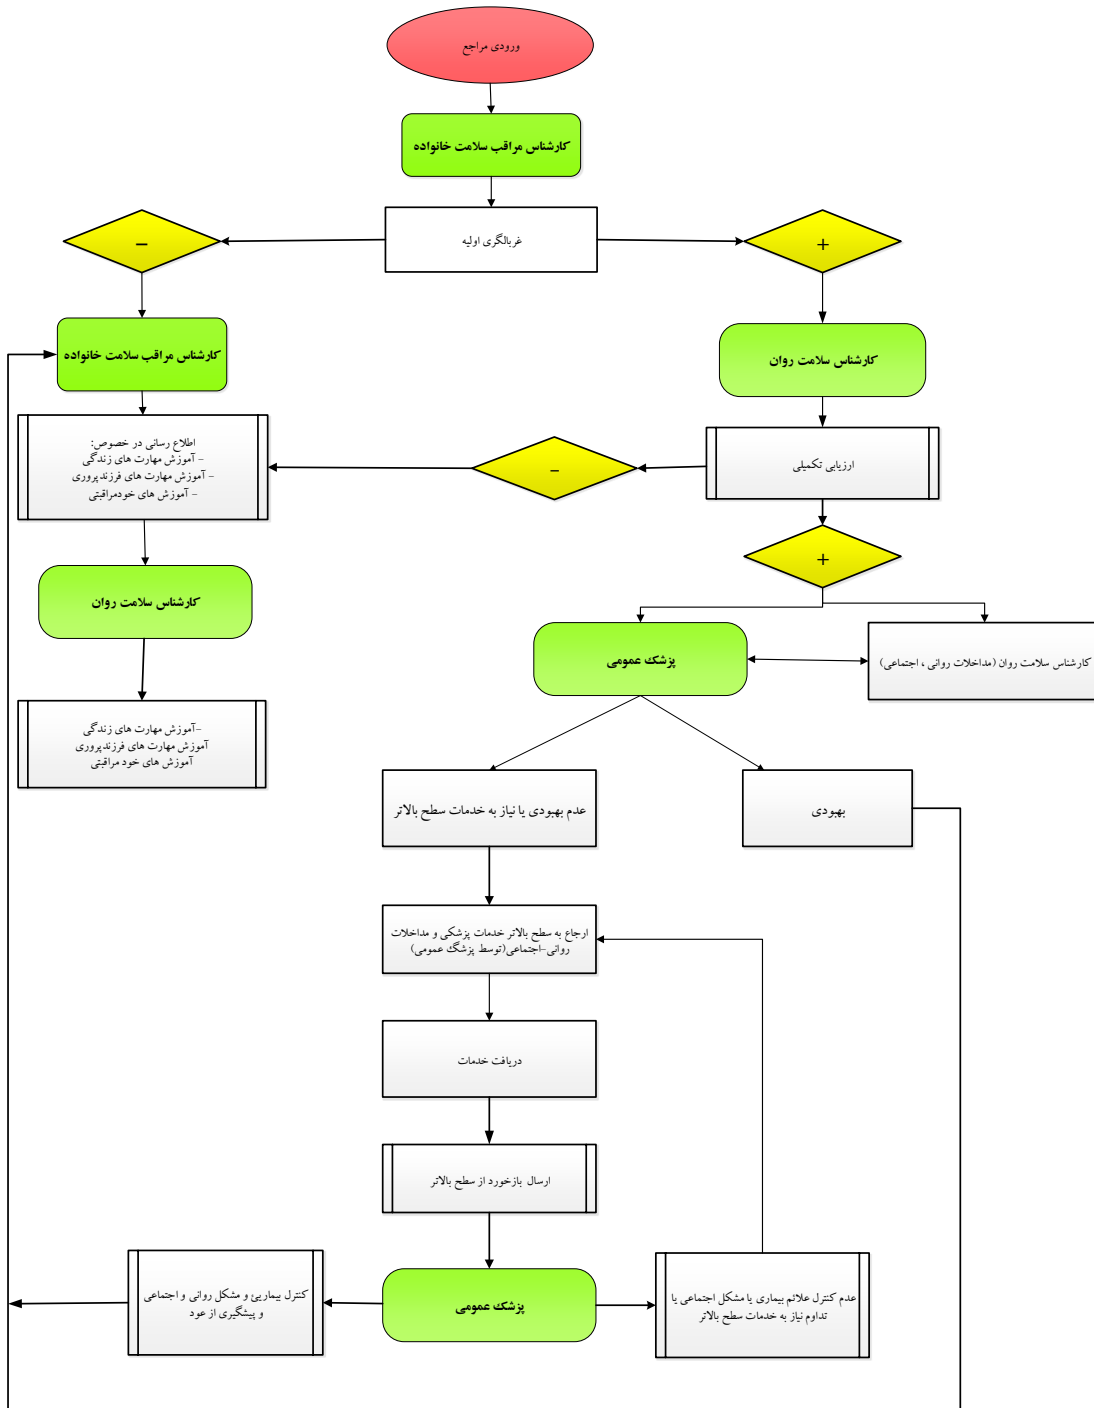 ورودی مراجع
کارشناس مراقب سلامت خانواده
غربالگری اولیه
–
+
کارشناس مراقب سلامت خانواده
کارشناس سلامت روان
اطلاع رسانی در خصوص:
– آموزش مهارت های زندگی
– آموزش مهارت های فرزندپروری
– آموزش های خودمراقبتی
–
ارزیابی تکمیلی
+
کارشناس سلامت روان
پزشک عمومی
کارشناس سلامت روان (مداخلات روانی ، اجتماعی)
–آموزش مهارت های زندگی
آموزش مهارت های فرزندپروری
آموزش های خود مراقبتی
عدم بهبودی یا نیاز به خدمات سطح بالاتر
بهبودی
ارجاع به سطح بالاتر خدمات پزشکی و مداخلات
روانی-اجتماعی(توسط پزشگ عمومی)
دریافت خدمات
ارسال بازخورد از سطح بالاتر
کنترل بیماریئ و مشکل روانی و اجتماعی
و پیشگیری از عود
پزشک عمومی
عدم کنترل علائم بیماری یا مشکل اجتماعی یا
تداوم نیاز به خدمات سطح بالاتر